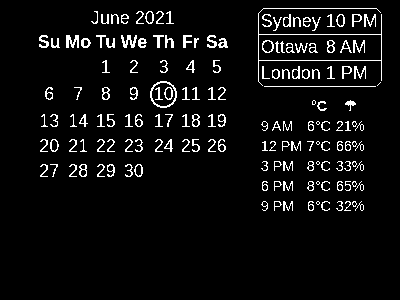 June 2021
Su Mo Tu We Th Fr Sa
1 2 3 4 5
6 7 8 9 10 11 12
13 14 15 16 17 18 19
20 21 22 23 24 25 26
27 28 29 30
Sydney 10 PM
Ottawa 8 AM
London 1 PM
°C
9 AM 6°C 21%
12 PM 7°C 66%
3 PM 8°C 33%
6 PM 8°C 65%
9 PM 6°C 32%